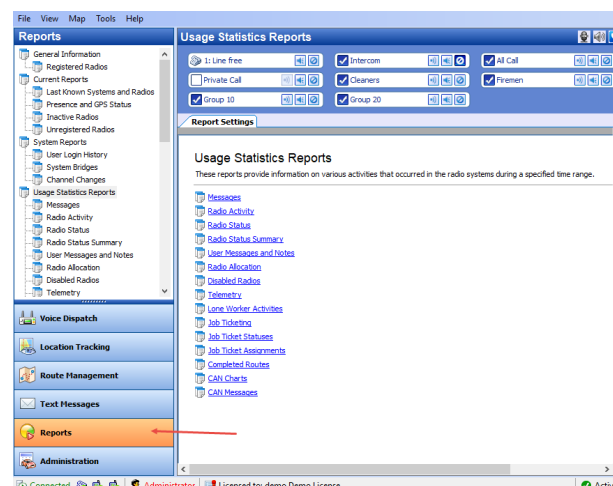 File View Map Tools Help
Reports
General Information
Registered Radios
Current Reports
Last Known Systems and Radios
Presence and GPS Status
Inactive Radios
Unregistered Radios
System Reports
User Login History
System Bridges
Channel Changes
Usage Statistics Reports
Messages
Radio Activity
Radio Status
Radio Status Summary
User Messages and Notes
Radio Allocation
Disabled Radios
Telemetry
Voice Dispatch
Location Tracking
Route Management
Text Messages
Reports
Administration
Usage Statistics Reports
1: Line free
Intercom
All Call
Private Call
Cleaners
Firemen
Group 10
Group 20
Report Settings
Usage Statistics Reports
These reports provide information on various activities that occurred in the radio systems during a specified time range.
Messages
Radio Activity
Radio Status
Radio Status Summary
User Messages and Notes
Radio Allocation
Disabled Radios
Telemetry
Lone Worker Activities
Job Ticketing
Job Ticket Statuses
Job Ticket Assignments
Completed Routes
CAN Charts
CAN Messages
Connected Administrator Licensed to: demo Demo License